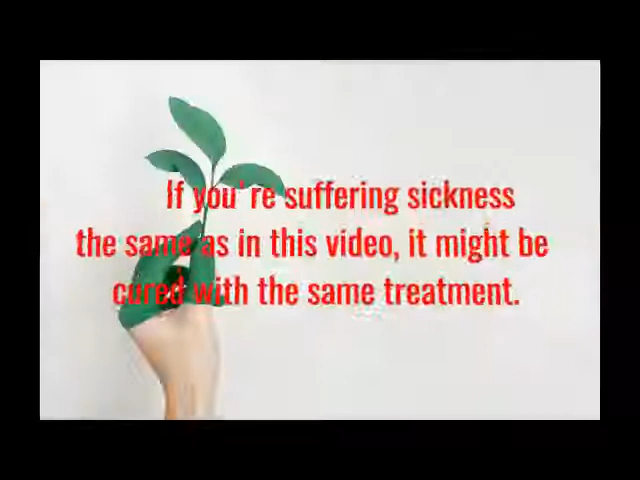 If you're suffering sickness
the same as in this video, it might be
cured with the same treatment.